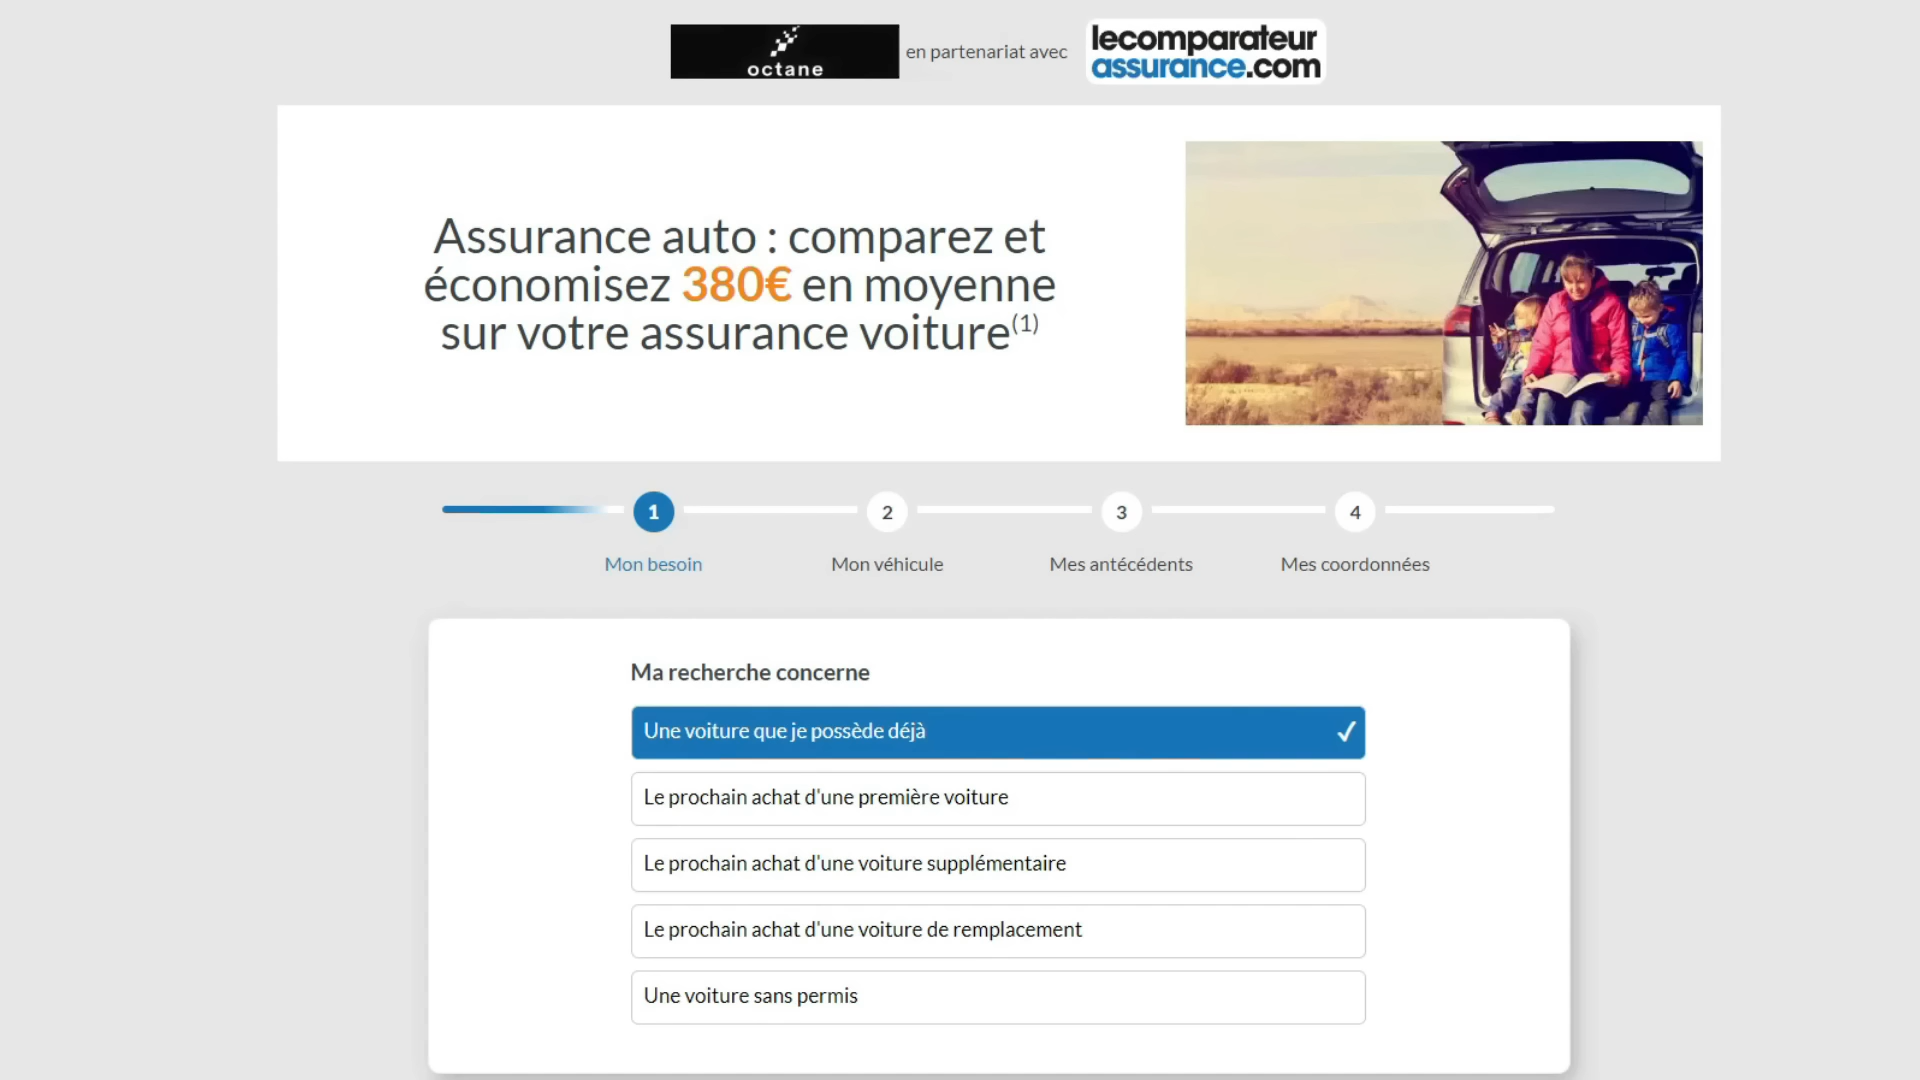 octane
en partenariat avec
lecomparateur
assurance.com
Assurance auto : comparez et
économisez 380€ en moyenne
sur votre assurance voiture(1)
1
2
3
4
Mon besoin
Mon véhicule
Mes antécédents
Mes coordonnées
Ma recherche concerne
Une voiture que je possède déjà
Le prochain achat d'une première voiture
Le prochain achat d'une voiture supplémentaire
Le prochain achat d'une voiture de remplacement
Une voiture sans permis